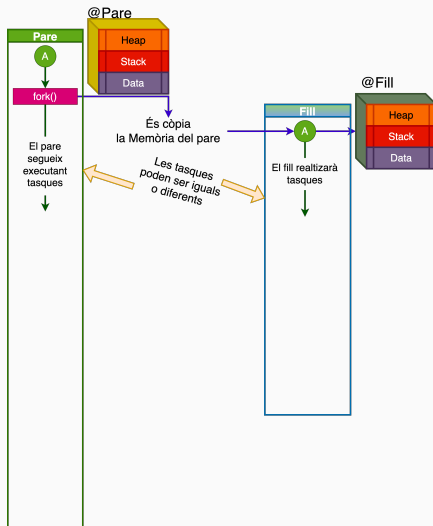 @Pare
Pare
A
Heap
Stack
Data
fork()
És còpia
la Memòria del pare
@Fill
Fill
A
Heap
Stack
Data
El pare
segueix
executant
tasques
Les tasques
poden ser iguals
o diferents
El fill realtizarà
tasques